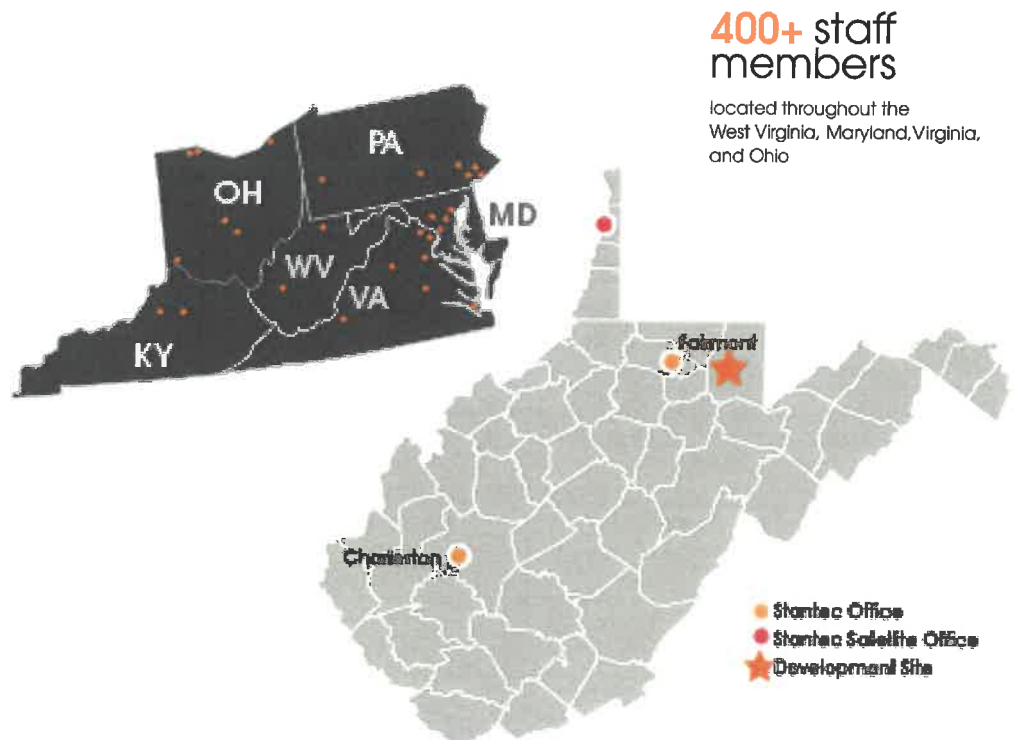 400+ staff
members
located throughout the
West Virginia, Maryland, Virginia,
and Ohio
PA
OH
MD
WV
VA
KY
Fairmont
Charleston
Stantec Office
Stantec Satellite Office
Development Site